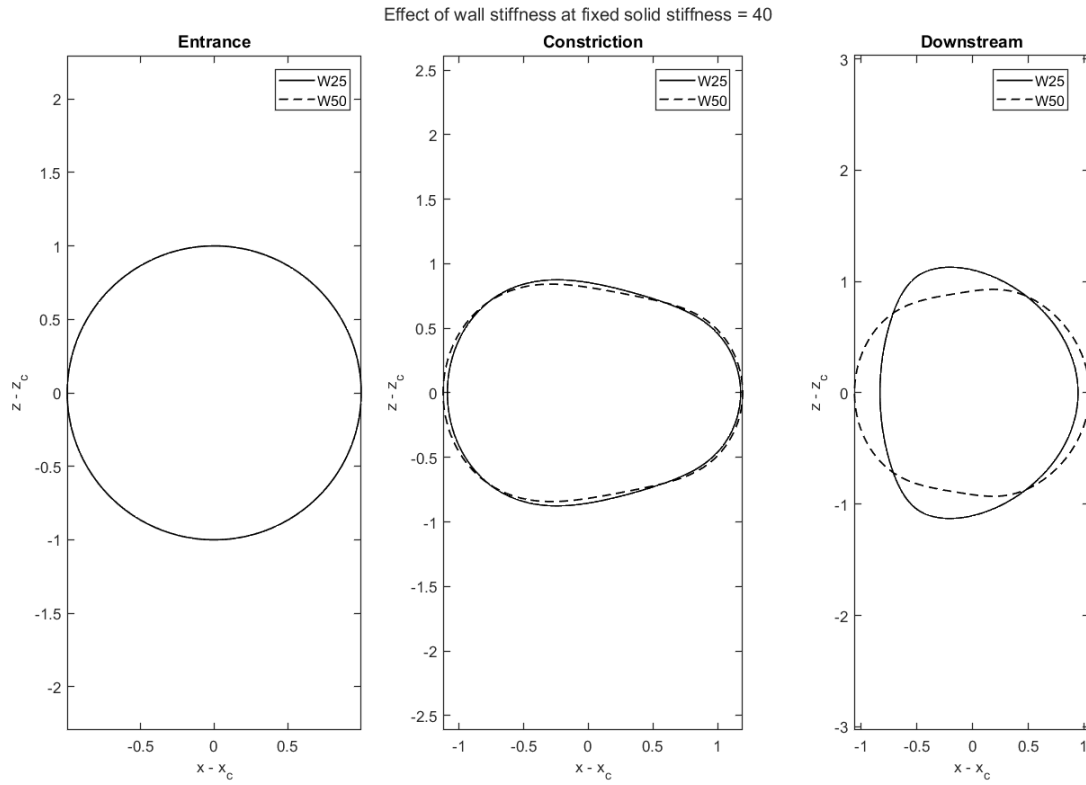 Effect of wall stiffness at fixed solid stiffness = 40
Entrance
W25
W50
2
1.5
1
0.5
0
-0.5
-1
-1.5
-2
z - z_c
-0.5
0
0.5
x - x_c
Constriction
W25
W50
2.5
2
1.5
1
0.5
0
-0.5
-1
-1.5
-2
-2.5
z - z_c
-1
-0.5
0
0.5
1
x - x_c
Downstream
W25
W50
3
2
1
0
-1
-2
-3
z - z_c
-1
-0.5
0
0.5
1
x - x_c